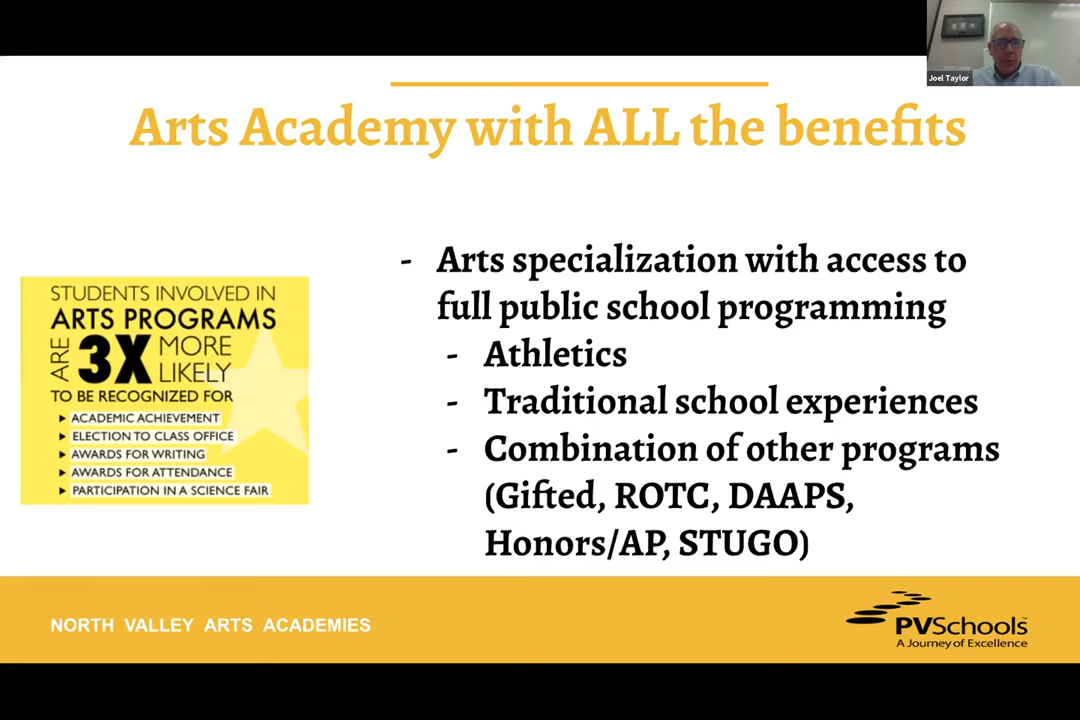 Joel Taylor
Arts Academy with ALL the benefits
- Arts specialization with access to
full public school programming
- Athletics
- Traditional school experiences
- Combination of other programs
(Gifted, ROTC, DAAPS,
Honors/AP, STUGO)
STUDENTS INVOLVED IN
ARTS PROGRAMS
ARE 3X MORE
LIKELY
TO BE RECOGNIZED FOR
ACADEMIC ACHIEVEMENT
ELECTION TO CLASS OFFICE
AWARDS FOR WRITING
AWARDS FOR ATTENDANCE
PARTICIPATION IN A SCIENCE FAIR
NORTH VALLEY ARTS ACADEMIES
PVSchools
A Journey of Excellence